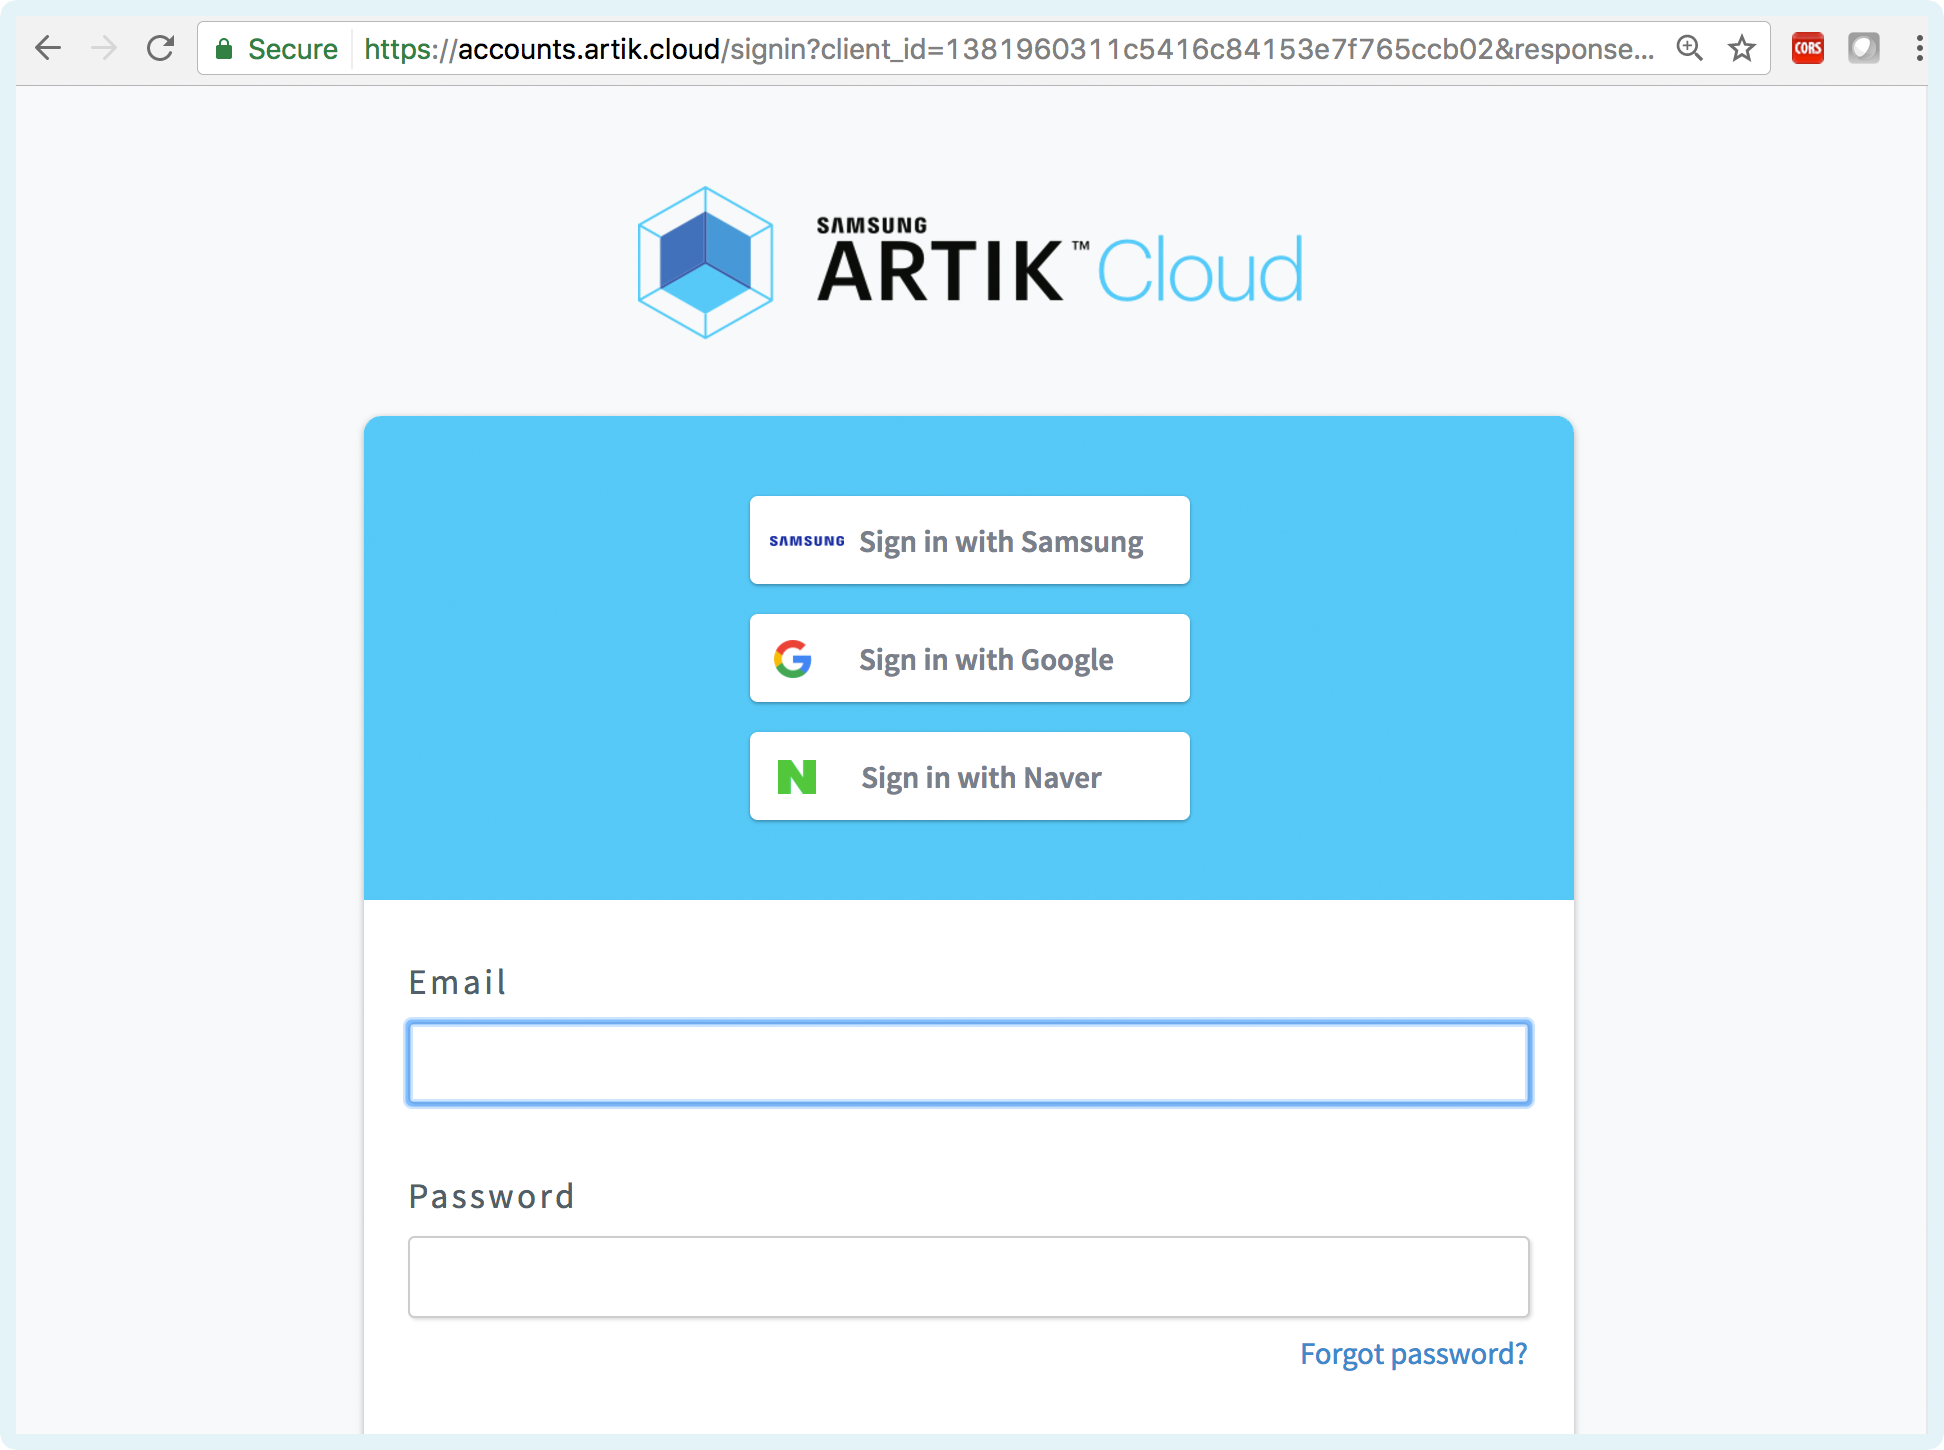 Secure https://accounts.artik.cloud/signin?client_id=1381960311c5416c84153e7f765ccb02&response...
CORS
SAMSUNG
ARTIK™ Cloud
SAMSUNG Sign in with Samsung
Sign in with Google
Sign in with Naver
Email
Password
Forgot password?